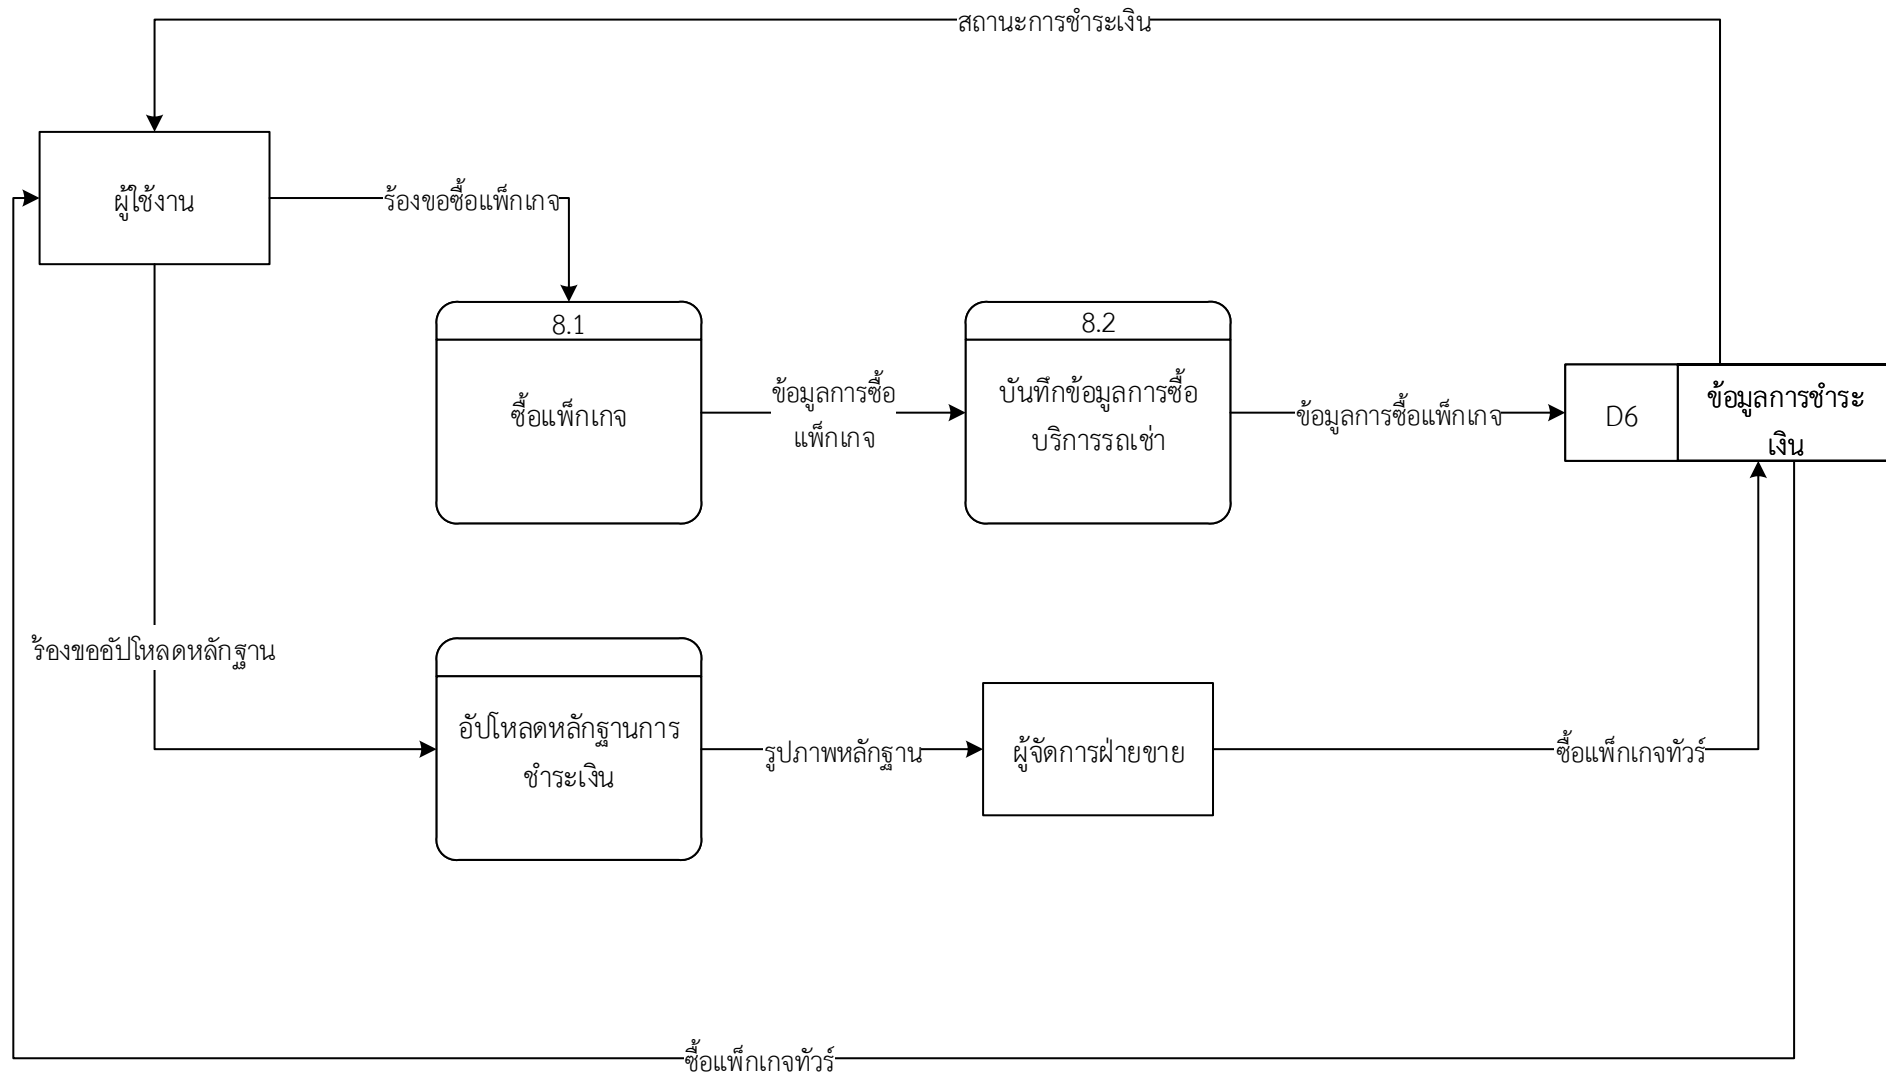 สถานะการชำระเงิน
ผู้ใช้งาน
ร้องขอซื้อแพ็กเกจ
8.1
ซื้อแพ็กเกจ
ข้อมูลการซื้อ
แพ็กเกจ
8.2
บันทึกข้อมูลการซื้อ
บริการรถเช่า
ข้อมูลการซื้อแพ็กเกจ
D6
ข้อมูลการชำระ
เงิน
ร้องขออัปโหลดหลักฐาน
อัปโหลดหลักฐานการ
ชำระเงิน
รูปภาพหลักฐาน
ผู้จัดการฝ่ายขาย
ซื้อแพ็กเกจทัวร์
ซื้อแพ็กเกจทัวร์